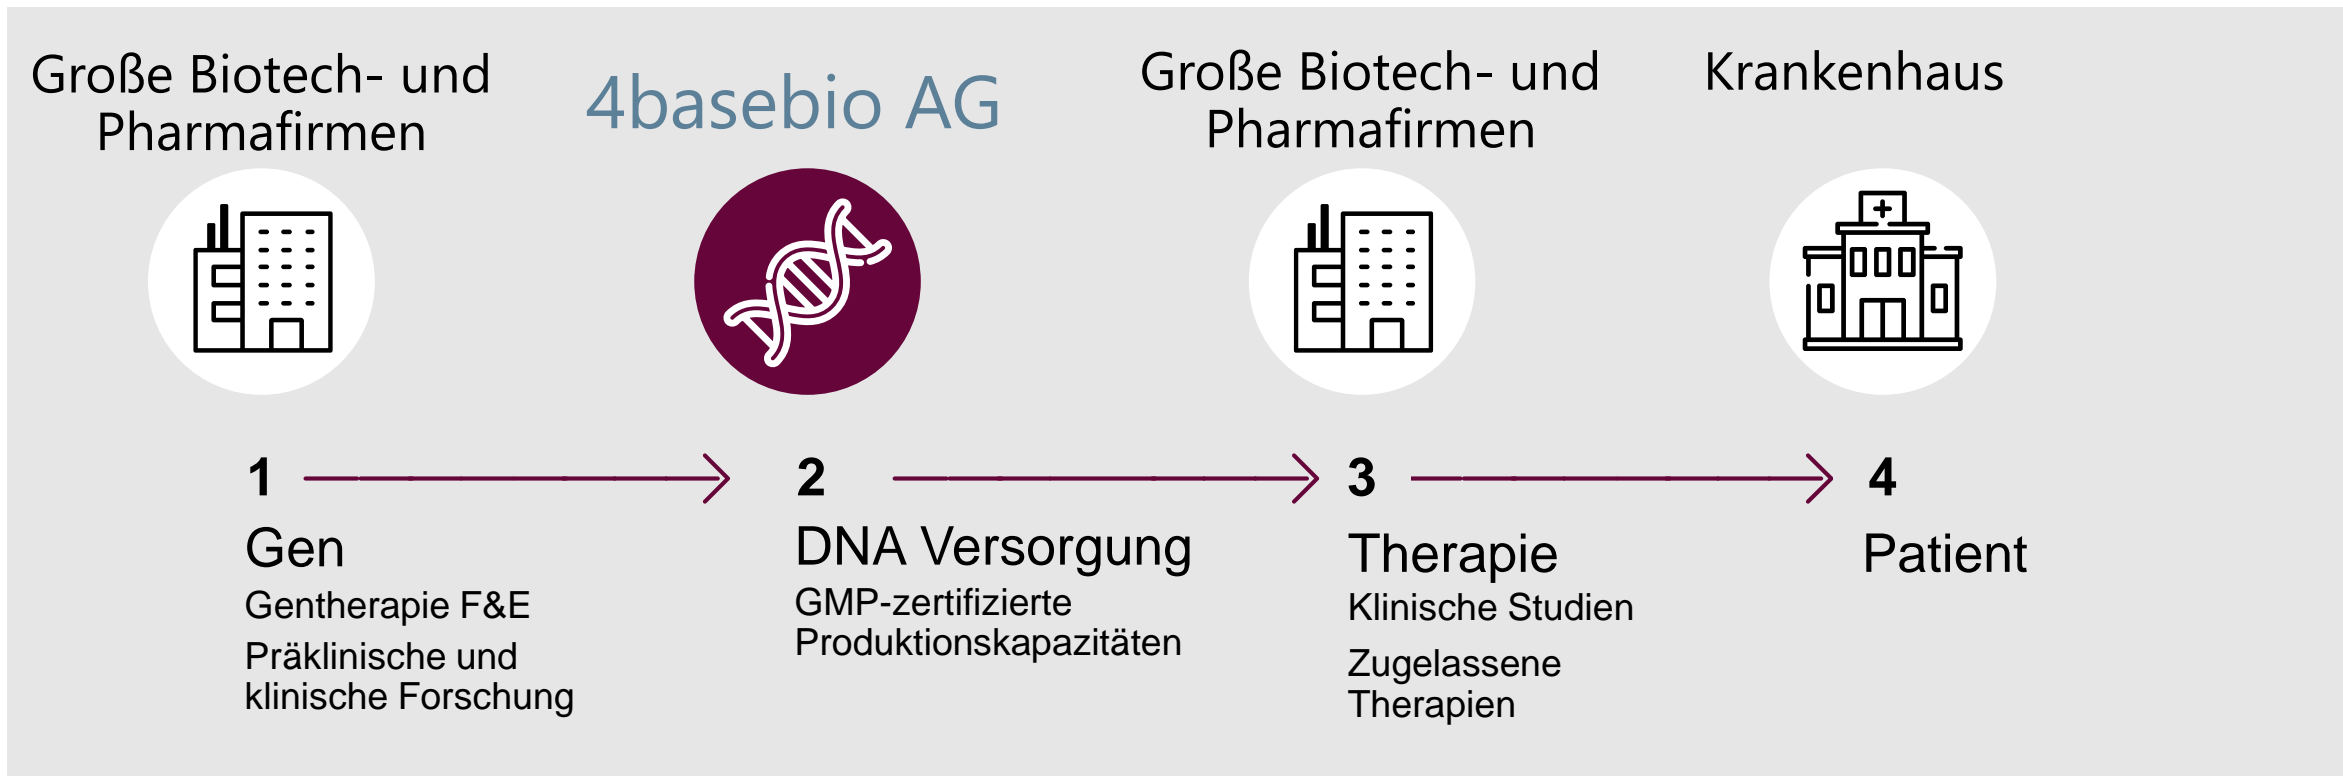 Große Biotech- und
Pharmafirmen
4basebio AG
Große Biotech- und
Pharmafirmen
Krankenhaus
1
Gen
Gentherapie F&E
Präklinische und
klinische Forschung
2
DNA Versorgung
GMP-zertifizierte
Produktionskapazitäten
3
Therapie
Klinische Studien
Zugelassene
Therapien
4
Patient